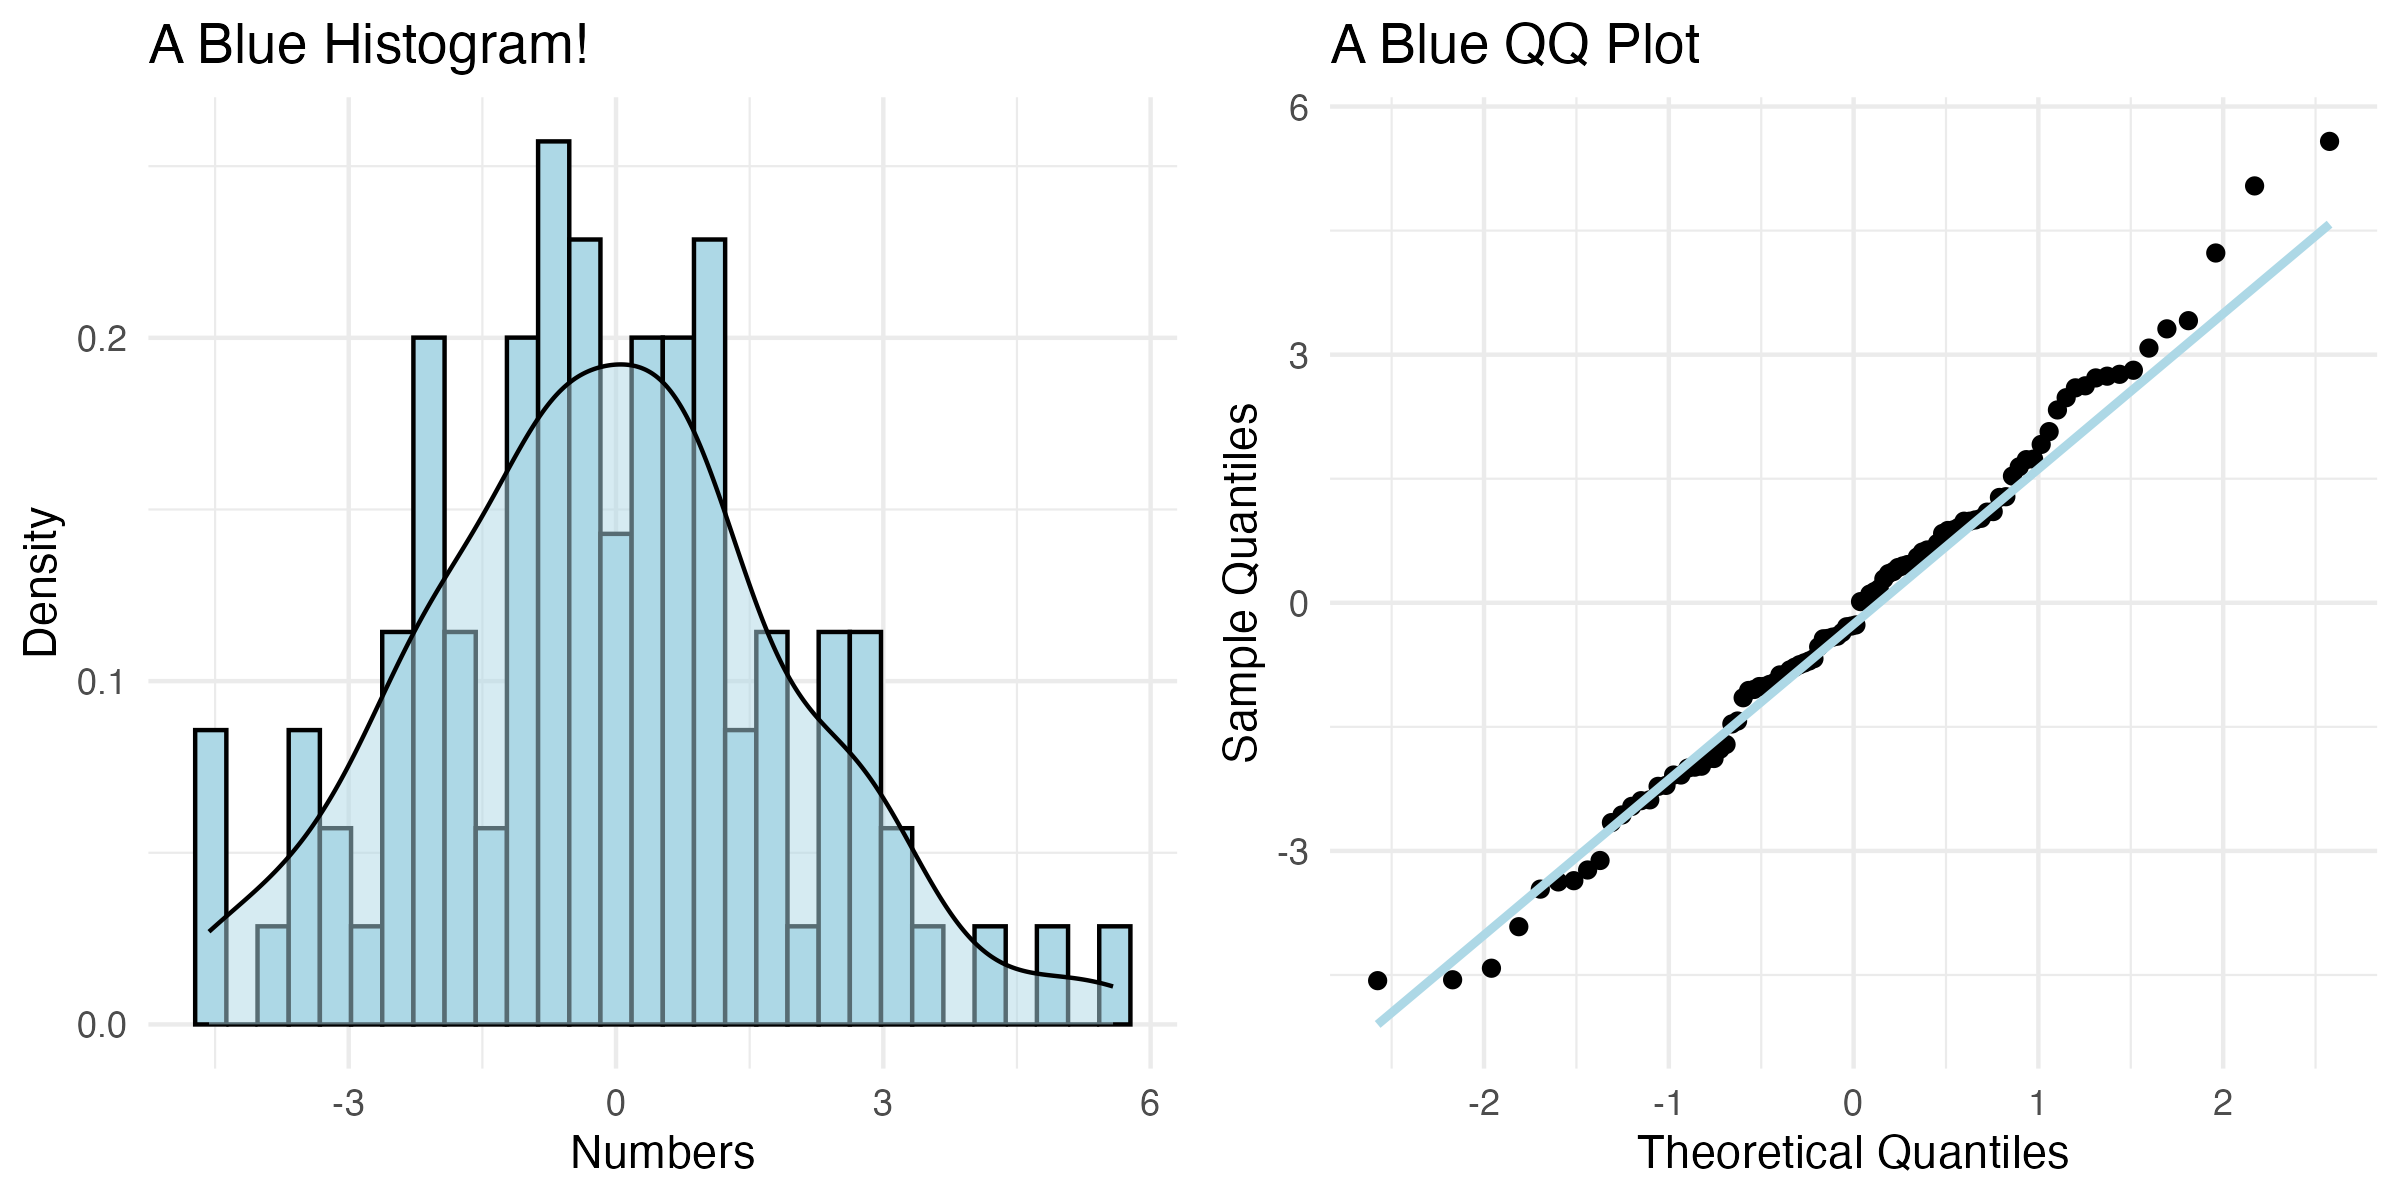 A Blue Histogram!
Density
0.2
0.1
0.0
-3 0 3 6
Numbers
A Blue QQ Plot
Sample Quantiles
6
3
0
-3
-2 -1 0 1 2
Theoretical Quantiles